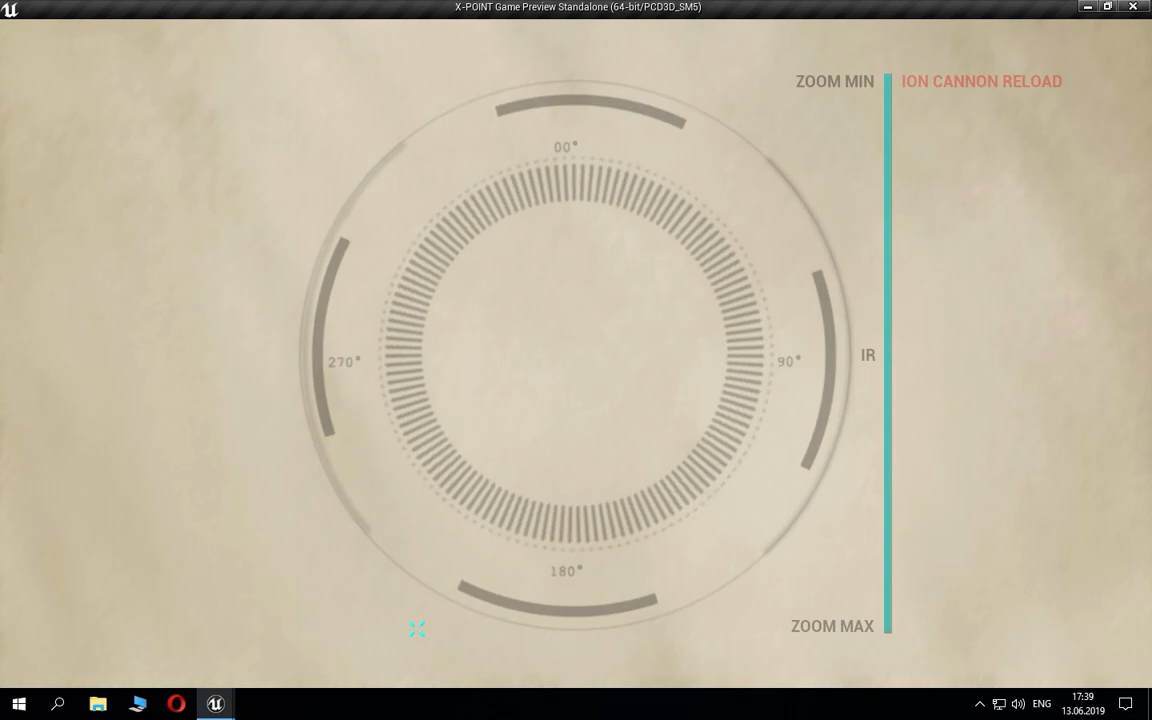 X-POINT Game Preview Standalone (64-bit/PCD3D_SM5)
ZOOM MIN
ION CANNON RELOAD
00°
270°
90°
IR
180°
ZOOM MAX
ENG
17:39
13.06.2019